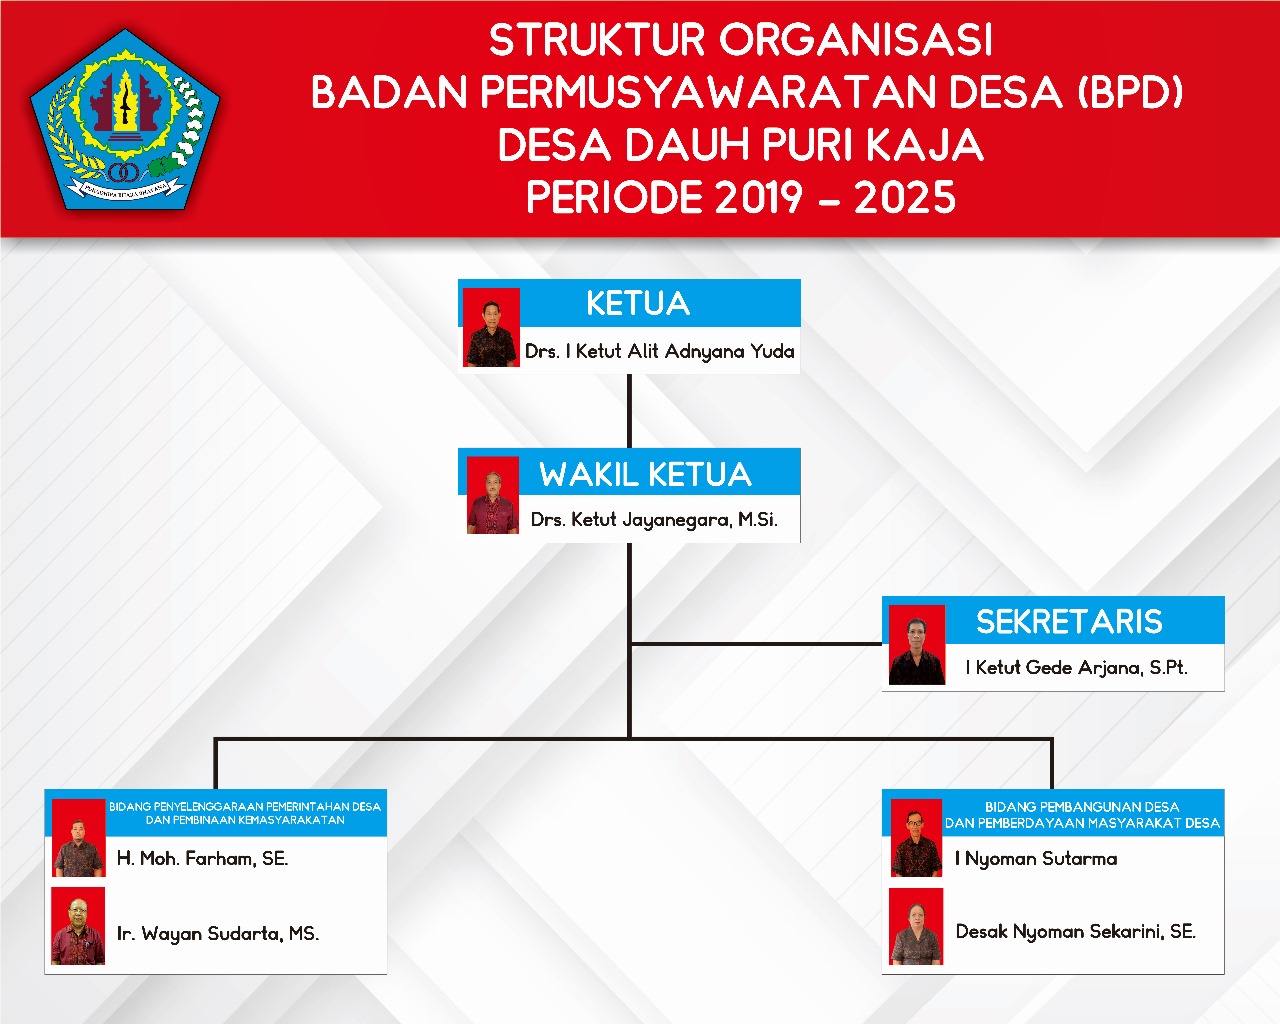 STRUKTUR ORGANISASI
BADAN PERMUSYAWARATAN DESA (BPD)
DESA DAUH PURI KAJA
PERIODE 2019 - 2025
KETUA
Drs. I Ketut Alit Adnyana Yuda
WAKIL KETUA
Drs. Ketut Jayanegara, M.Si.
SEKRETARIS
I Ketut Gede Arjana, S.Pt.
BIDANG PENYELENGGARAAN PEMERINTAHAN DESA
DAN PEMBINAAN KEMASYARAKATAN
H. Moh. Farham, SE.
Ir. Wayan Sudarta, MS.
BIDANG PEMBANGUNAN DESA
DAN PEMBERDAYAAN MASYARAKAT DESA
I Nyoman Sutarma
Desak Nyoman Sekarini, SE.